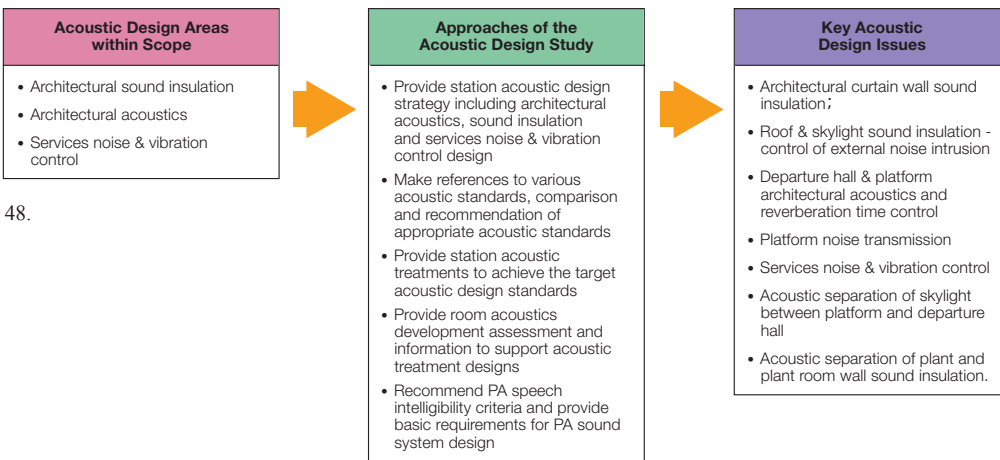 Acoustic Design Areas
within Scope
• Architectural sound insulation
• Architectural acoustics
• Services noise & vibration
control
48.
Approaches of the
Acoustic Design Study
• Provide station acoustic design
strategy including architectural
acoustics, sound insulation
and services noise & vibration
control design
• Make references to various
acoustic standards, comparison
and recommendation of
appropriate acoustic standards
• Provide station acoustic
treatments to achieve the target
acoustic design standards
• Provide room acoustics
development assessment and
information to support acoustic
treatment designs
• Recommend PA speech
intelligibility criteria and provide
basic requirements for PA sound
system design
Key Acoustic
Design Issues
• Architectural curtain wall sound
insulation;
• Roof & skylight sound insulation -
control of external noise intrusion
• Departure hall & platform
architectural acoustics and
reverberation time control
• Platform noise transmission
• Services noise & vibration control
• Acoustic separation of skylight
between platform and departure
hall
• Acoustic separation of plant and
plant room wall sound insulation.